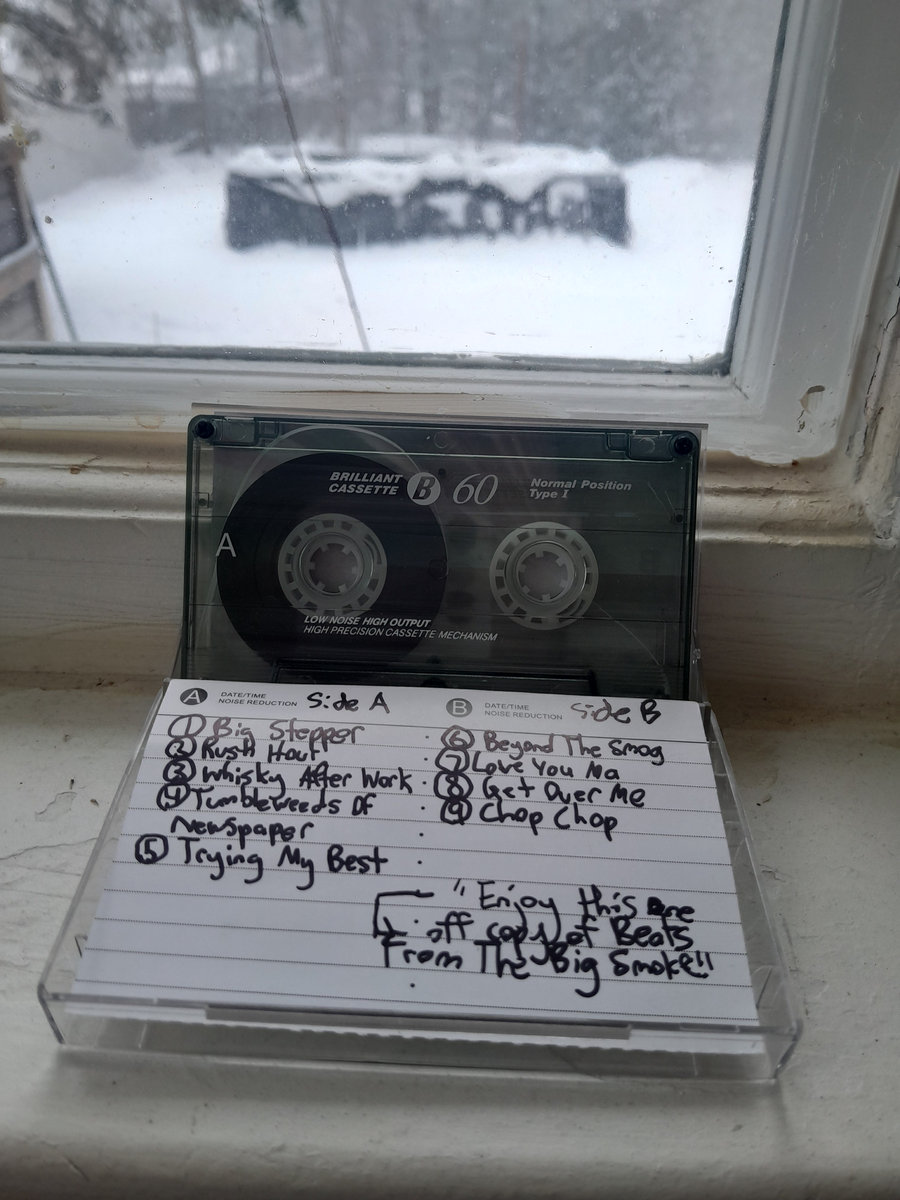 BRILLIANT
CASSETTE B 60
Normal Position
Type I
A
LOW NOISE HIGH OUTPUT
HIGH PRECISION CASSETTE MECHANISM
A DATE/TIME
NOISE REDUCTION
Side A
① Big Stepper
② Rush Hour
③ Whisky After Work
④ Tumbleweeds Of
Newspaper
⑤ Trying My Best
B DATE/TIME
NOISE REDUCTION
Side B
⑥ Beyond The Smog
⑦ Love You Ma
⑧ Get Over Me
⑨ Chop Chop
"Enjoy this one
off copy of Beats
From The Big Smoke!!